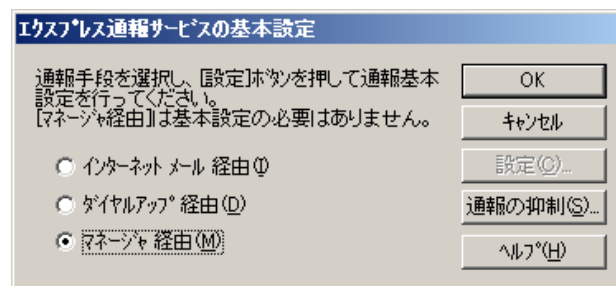 エクスプレス通報サービスの基本設定
通報手段を選択し、[設定]ボタンを押して通報基本
設定を行ってください。
[マネージャ経由]は基本設定の必要はありません。
OK
キャンセル
設定(C)...
通報の抑制(S)...
ヘルプ(H)
インターネット メール 経由(I)
ダイヤルアップ 経由(D)
マネージャ 経由(M)